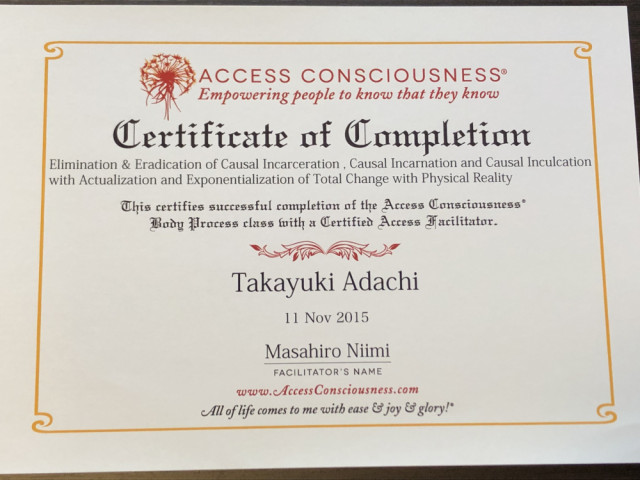 ACCESS CONSCIOUSNESS®
Empowering people to know that they know
Certificate of Completion
Elimination & Eradication of Causal Incarceration , Causal Incarnation and Causal Inculcation
with Actualization and Exponentialization of Total Change with Physical Reality
This certifies successful completion of the Access Consciousness®
Body Process class with a Certified Access Facilitator.
Takayuki Adachi
11 Nov 2015
Masahiro Niimi
FACILITATOR'S NAME
www.AccessConsciousness.com
All of life comes to me with ease & joy & glory!®